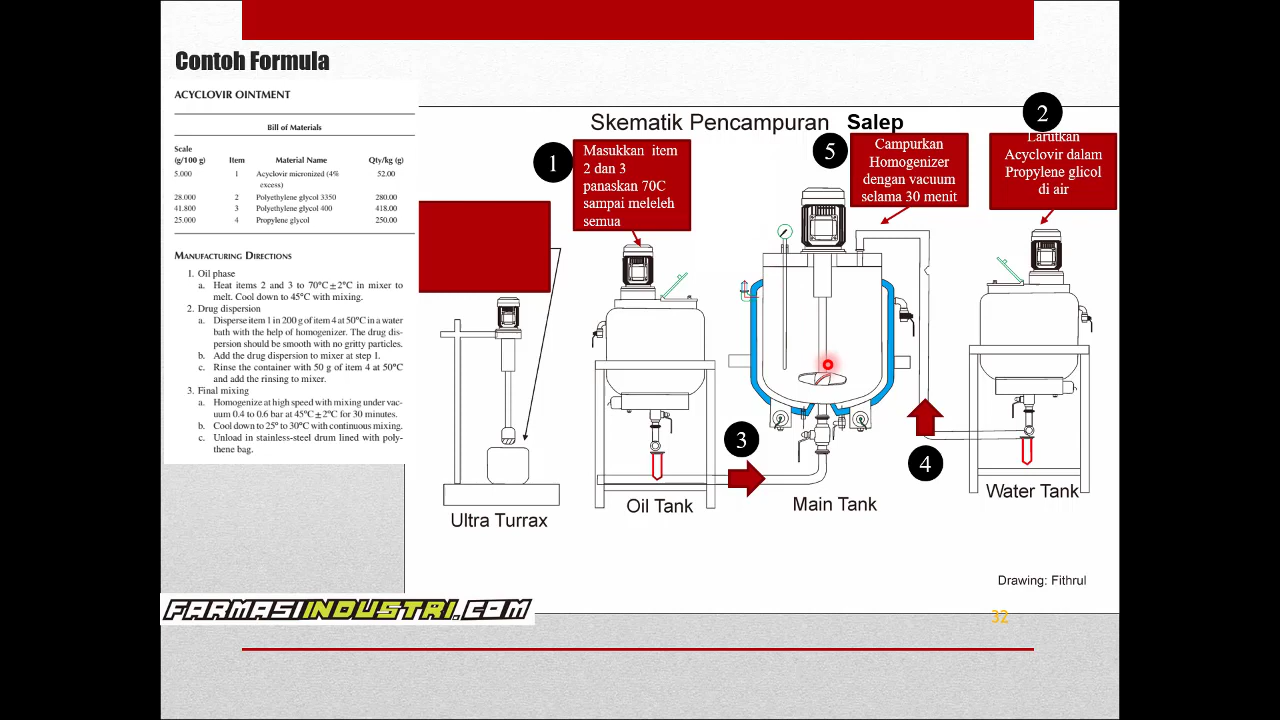 Contoh Formula
ACYCLOVIR OINTMENT
Bill of Materials
Scale
(g/100 g) Item Material Name Qty/kg (g)
5.000 1 Acyclovir micronized (4% 52.00
excess)
28.000 2 Polyethylene glycol 3350 280.00
41.800 3 Polyethylene glycol 400 418.00
25.000 4 Propylene glycol 250.00
MANUFACTURING DIRECTIONS
1. Oil phase
a. Heat items 2 and 3 to 70°C±2°C in mixer to
melt. Cool down to 45°C with mixing.
2. Drug dispersion
a. Disperse item 1 in 200 g of item 4 at 50°C in a water
bath with the help of homogenizer. The drug dis-
persion should be smooth with no gritty particles.
b. Add the drug dispersion to mixer at step 1.
c. Rinse the container with 50 g of item 4 at 50°C
and add the rinsing to mixer.
3. Final mixing
a. Homogenize at high speed with mixing under vac-
uum 0.4 to 0.6 bar at 45°C±2°C for 30 minutes.
b. Cool down to 25° to 30°C with continuous mixing.
c. Unload in stainless-steel drum lined with poly-
thene bag.
Skematik Pencampuran Salep
1
Masukkan item
2 dan 3
panaskan 70C
sampai meleleh
semua
5
Campurkan
Homogenizer
dengan vacuum
selama 30 menit
2
Larutkan
Acyclovir dalam
Propylene glicol
di air
3
4
Ultra Turrax
Oil Tank
Main Tank
Water Tank
Drawing: Fithrul
FARMASIINDUSTRI.COM
32